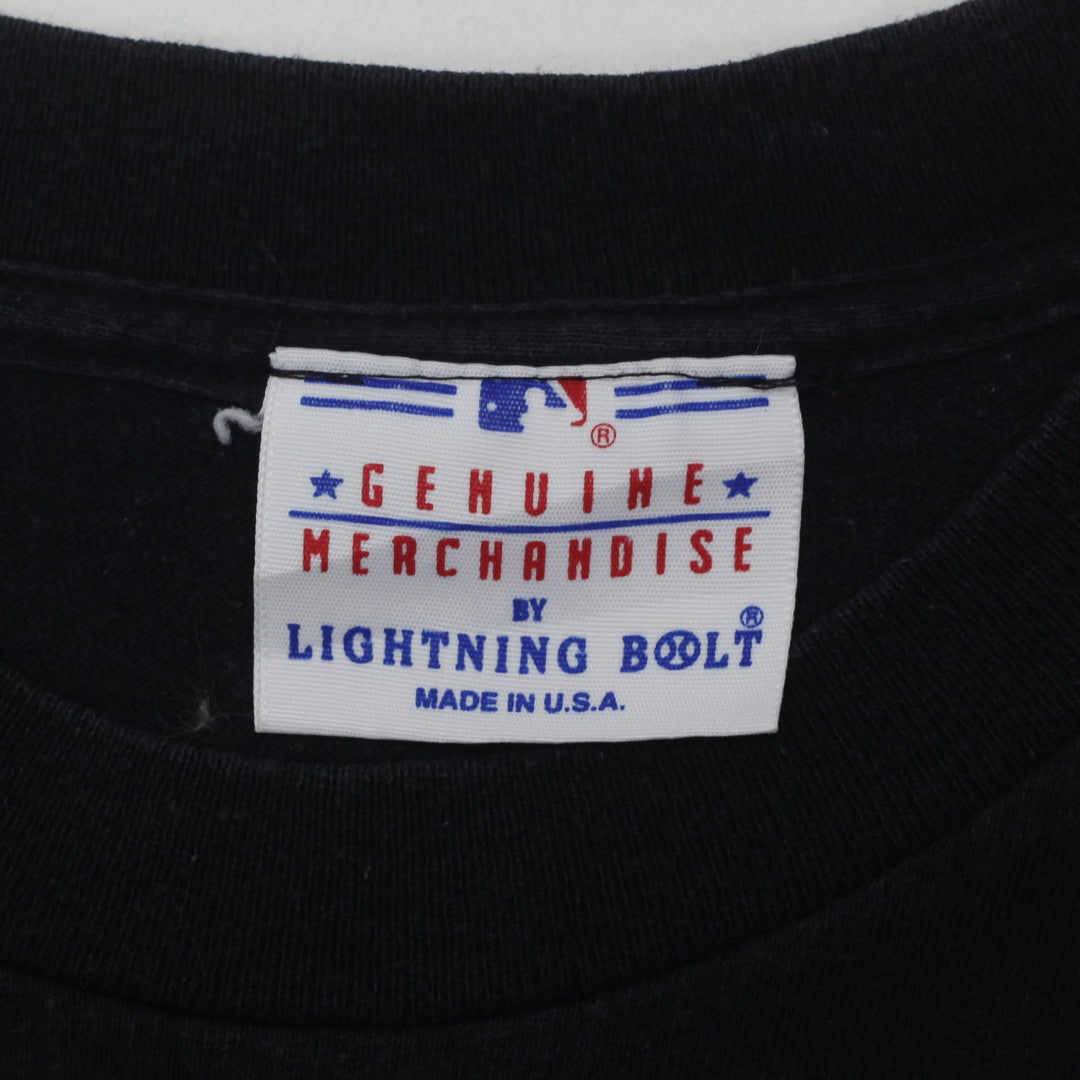 ®
★ GENUINE ★
MERCHANDISE
BY
LIGHTNING BOLT®
MADE IN U.S.A.